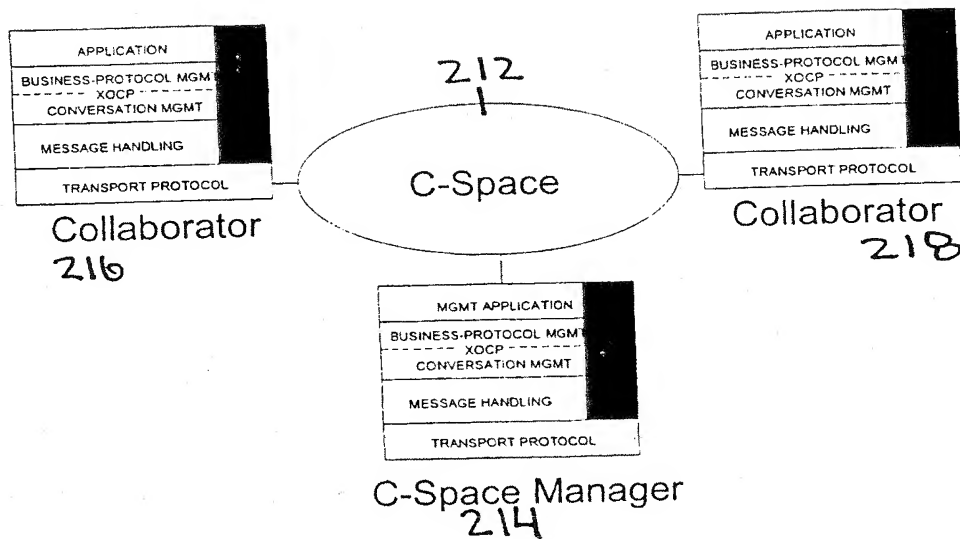 APPLICATION
BUSINESS-PROTOCOL MGMT
XOCP
CONVERSATION MGMT
MESSAGE HANDLING
TRANSPORT PROTOCOL
Collaborator
216
212
C-Space
APPLICATION
BUSINESS-PROTOCOL MGMT
XOCP
CONVERSATION MGMT
MESSAGE HANDLING
TRANSPORT PROTOCOL
Collaborator
218
MGMT APPLICATION
BUSINESS-PROTOCOL MGMT
XOCP
CONVERSATION MGMT
MESSAGE HANDLING
TRANSPORT PROTOCOL
C-Space Manager
214